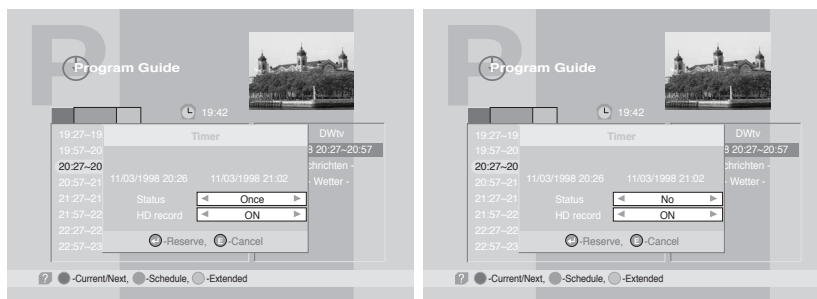 P
Program Guide
19:42
Timer
DWtv
19:27~19
19:57~20
8 20:27~20:57
20:27~20
chrichten -
20:57~21
11/03/1998 20:26 11/03/1998 21:02
- Wetter -
21:27~21
Status Once
21:57~22
HD record ON
22:27~22
22:57~23
-Reserve, E -Cancel
? -Current/Next, -Schedule, -Extended
P
Program Guide
19:42
Timer
DWtv
19:27~19
19:57~20
8 20:27~20:57
20:27~20
chrichten -
20:57~21
11/03/1998 20:26 11/03/1998 21:02
- Wetter -
21:27~21
Status No
21:57~22
HD record ON
22:27~22
22:57~23
-Reserve, E -Cancel
? -Current/Next, -Schedule, -Extended